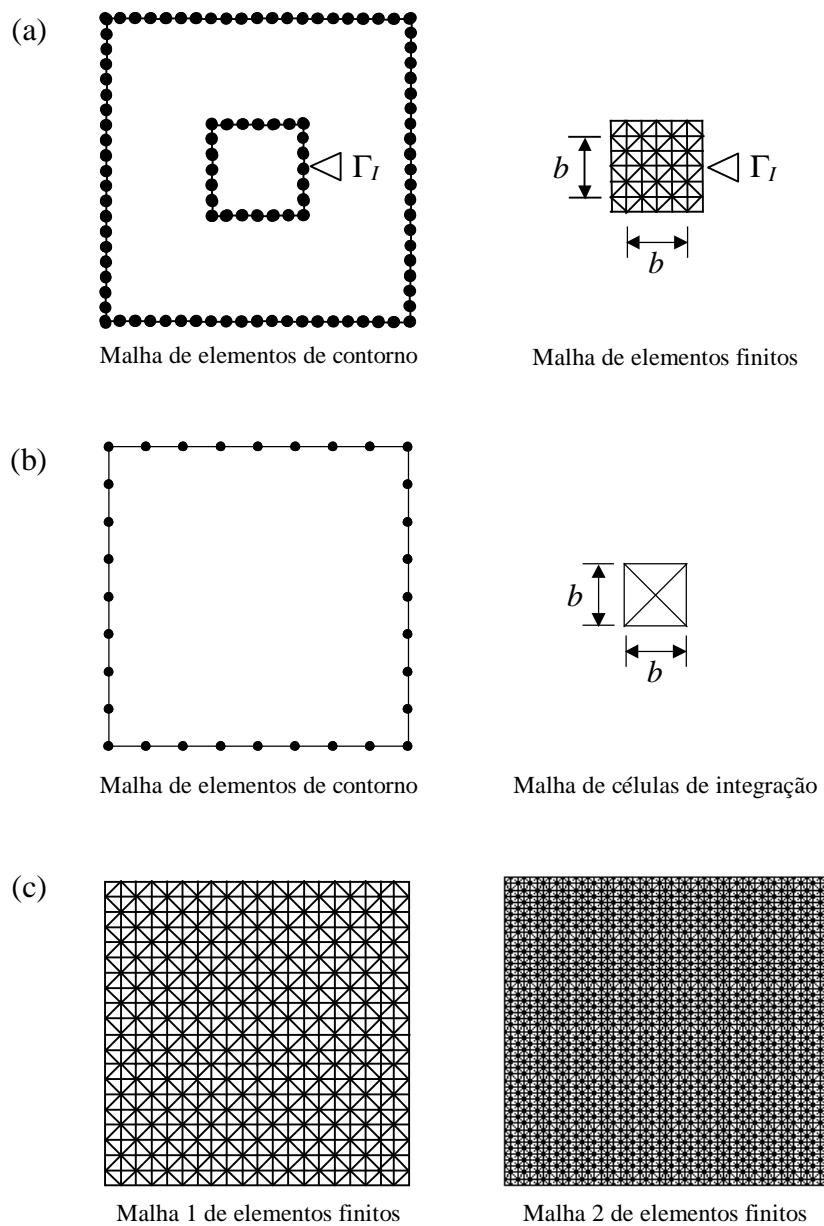 (a)
Γ_I
b
Γ_I
b
Malha de elementos de contorno
Malha de elementos finitos
(b)
b
b
Malha de elementos de contorno
Malha de células de integração
(c)
Malha 1 de elementos finitos
Malha 2 de elementos finitos